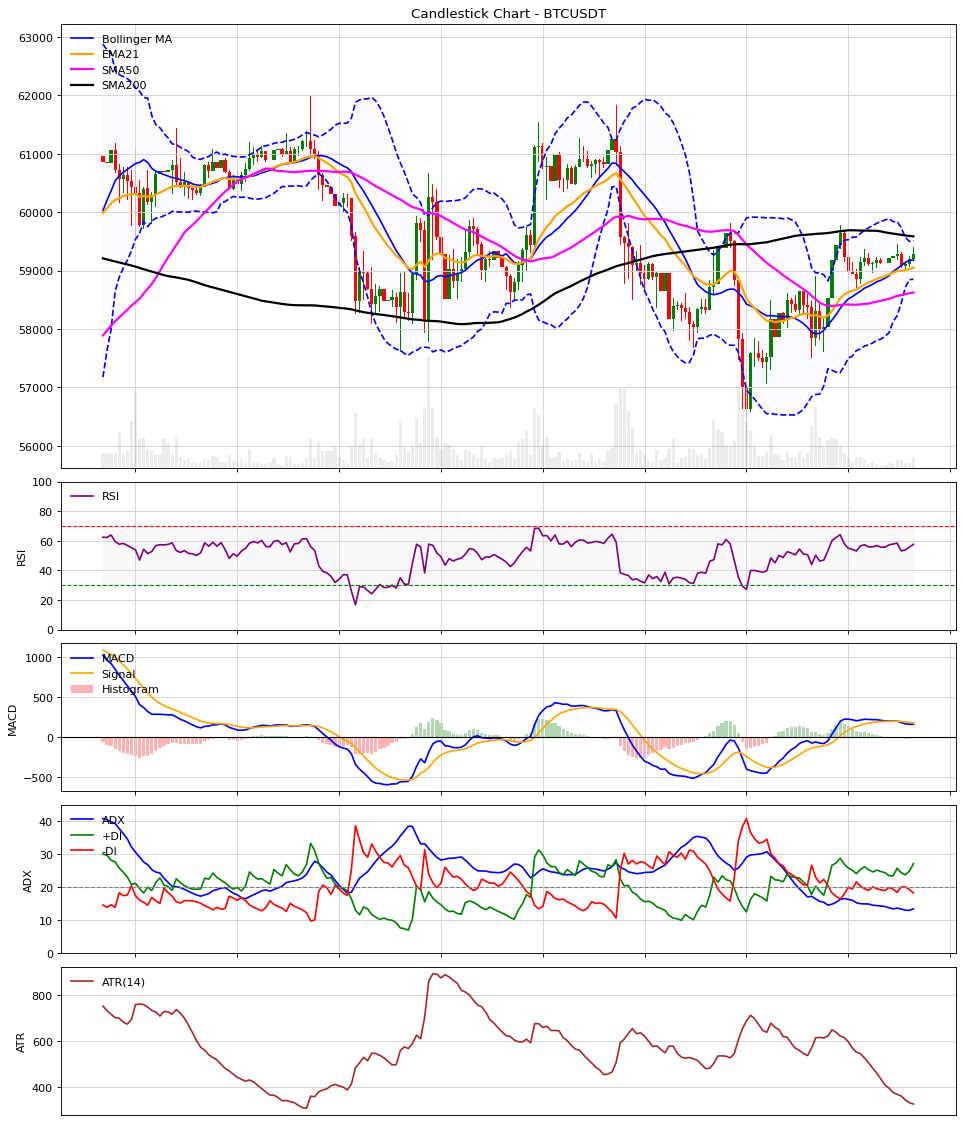 Candlestick Chart - BTCUSDT
63000
62000
61000
60000
59000
58000
57000
56000
Bollinger MA
EMA21
SMA50
SMA200
100
80
60
40
20
0
RSI
RSI
1000
500
0
−500
MACD
MACD
Signal
Histogram
40
30
20
10
0
ADX
ADX
+DI
-DI
800
600
400
ATR
ATR(14)